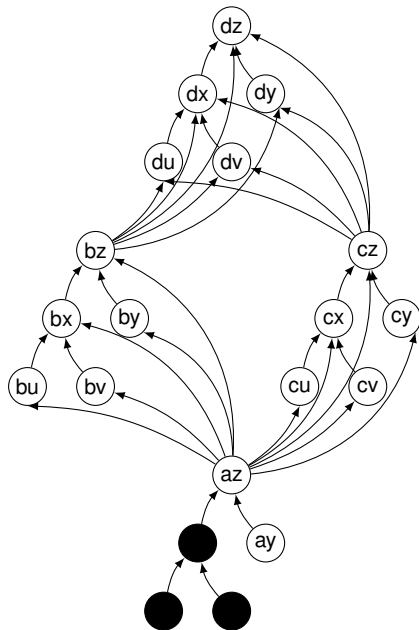 dz
dx dy
du dv
bz cz
bx by cx cy
bu bv cu cv
az
ay